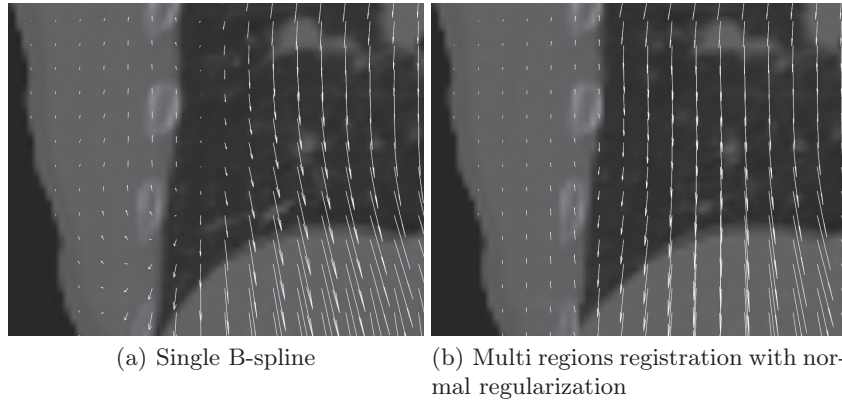 (a) Single B-spline
(b) Multi regions registration with nor-
mal regularization